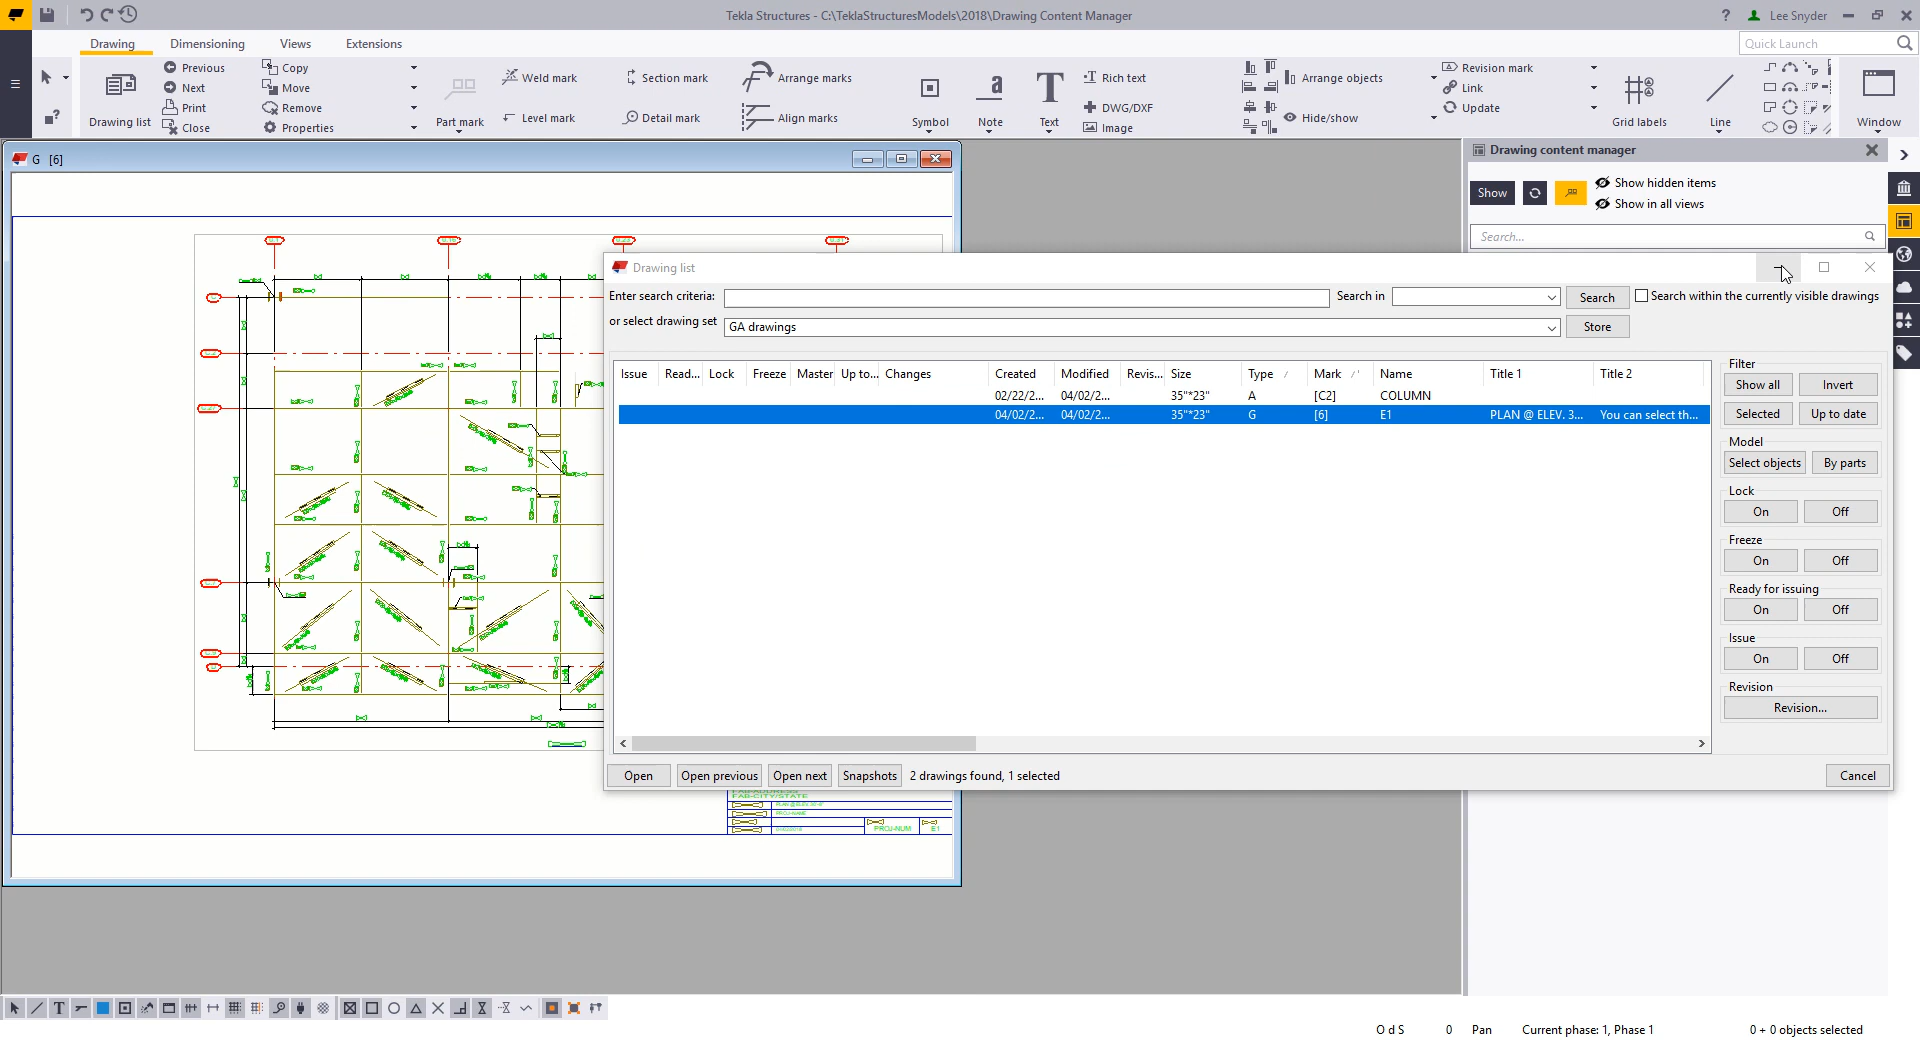 Tekla Structures - C:\TeklaStructuresModels\2018\Drawing Content Manager
? Lee Snyder
Drawing Dimensioning Views Extensions
Quick Launch
Previous
Next
Print
Close
Drawing list
Copy
Move
Remove
Properties
Part mark
Weld mark
Level mark
Section mark
Detail mark
Arrange marks
Align marks
Symbol
Note
Text
Rich text
DWG/DXF
Image
Arrange objects
Hide/show
Revision mark
Link
Update
Grid labels
Line
Window
G [6]
Drawing content manager
Show
Show hidden items
Show in all views
Search...
Drawing list
Enter search criteria:
Search in
Search
Search within the currently visible drawings
or select drawing set
GA drawings
Store
Issue Read... Lock Freeze Master Up to... Changes Created Modified Revis... Size Type Mark Name Title 1 Title 2
02/22/2... 04/02/2... 35"*23" A [C2] COLUMN
04/02/2... 04/02/2... 35"*23" G [6] E1 PLAN @ ELEV. 3... You can select th...
Filter
Show all Invert
Selected Up to date
Model
Select objects By parts
Lock
On Off
Freeze
On Off
Ready for issuing
On Off
Issue
On Off
Revision
Revision...
Open Open previous Open next Snapshots 2 drawings found, 1 selected Cancel
FAB-CITY/STATE
PROJ-NAME
PROJ-NUM E1
O d S 0 Pan Current phase: 1, Phase 1 0 + 0 objects selected